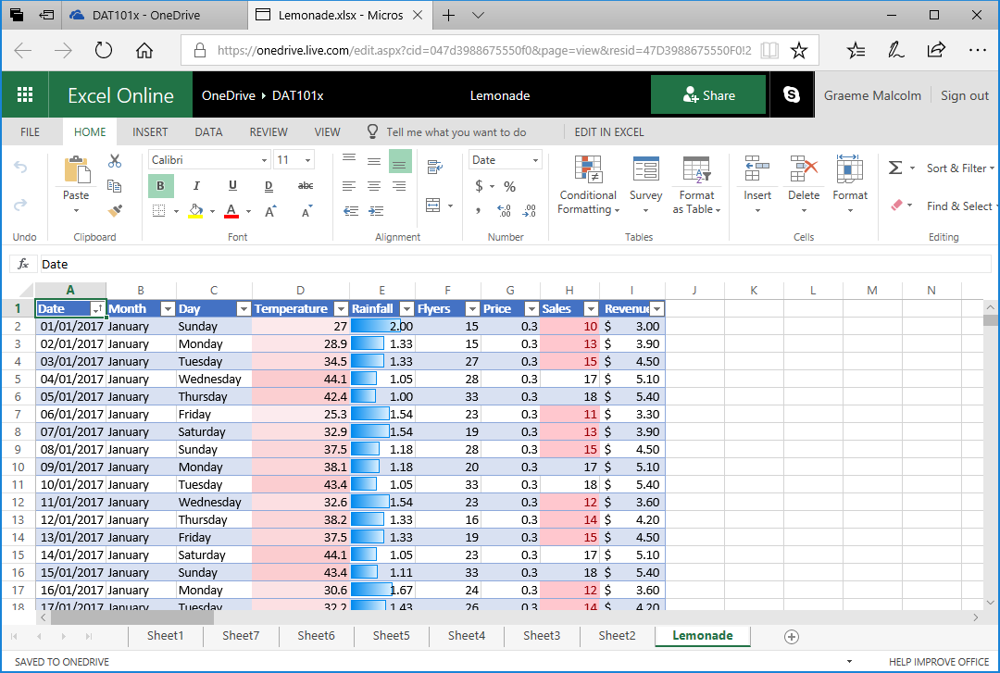 DAT101x - OneDrive Lemonade.xlsx - Micros
https://onedrive.live.com/edit.aspx?cid=047d3988675550f0&page=view&resid=47D3988675550F0!2
Excel Online OneDrive DAT101x Lemonade Share Graeme Malcolm Sign out
FILE HOME INSERT DATA REVIEW VIEW Tell me what you want to do EDIT IN EXCEL
Calibri 11 Date Σ Sort & Filter
Paste B I U D abc $ % Conditional Formatting Survey Format as Table Insert Delete Format
A A A , .00 .00 Find & Select
Undo Clipboard Font Alignment Number Tables Cells Editing
fx Date
A B C D E F G H I J K L M N
1 Date Month Day Temperature Rainfall Flyers Price Sales Revenue
2 01/01/2017 January Sunday 27 2.00 15 0.3 10 $ 3.00
3 02/01/2017 January Monday 28.9 1.33 15 0.3 13 $ 3.90
4 03/01/2017 January Tuesday 34.5 1.33 27 0.3 15 $ 4.50
5 04/01/2017 January Wednesday 44.1 1.05 28 0.3 17 $ 5.10
6 05/01/2017 January Thursday 42.4 1.00 33 0.3 18 $ 5.40
7 06/01/2017 January Friday 25.3 1.54 23 0.3 11 $ 3.30
8 07/01/2017 January Saturday 32.9 1.54 19 0.3 13 $ 3.90
9 08/01/2017 January Sunday 37.5 1.18 28 0.3 15 $ 4.50
10 09/01/2017 January Monday 38.1 1.18 20 0.3 17 $ 5.10
11 10/01/2017 January Tuesday 43.4 1.05 33 0.3 18 $ 5.40
12 11/01/2017 January Wednesday 32.6 1.54 23 0.3 12 $ 3.60
13 12/01/2017 January Thursday 38.2 1.33 16 0.3 14 $ 4.20
14 13/01/2017 January Friday 37.5 1.33 19 0.3 15 $ 4.50
15 14/01/2017 January Saturday 44.1 1.05 23 0.3 17 $ 5.10
16 15/01/2017 January Sunday 43.4 1.11 33 0.3 18 $ 5.40
17 16/01/2017 January Monday 30.6 1.67 24 0.3 12 $ 3.60
18 17/01/2017 January Tuesday 32.2 1.43 26 0.3 14 $ 4.20
Sheet1 Sheet7 Sheet6 Sheet5 Sheet4 Sheet3 Sheet2 Lemonade
SAVED TO ONEDRIVE HELP IMPROVE OFFICE